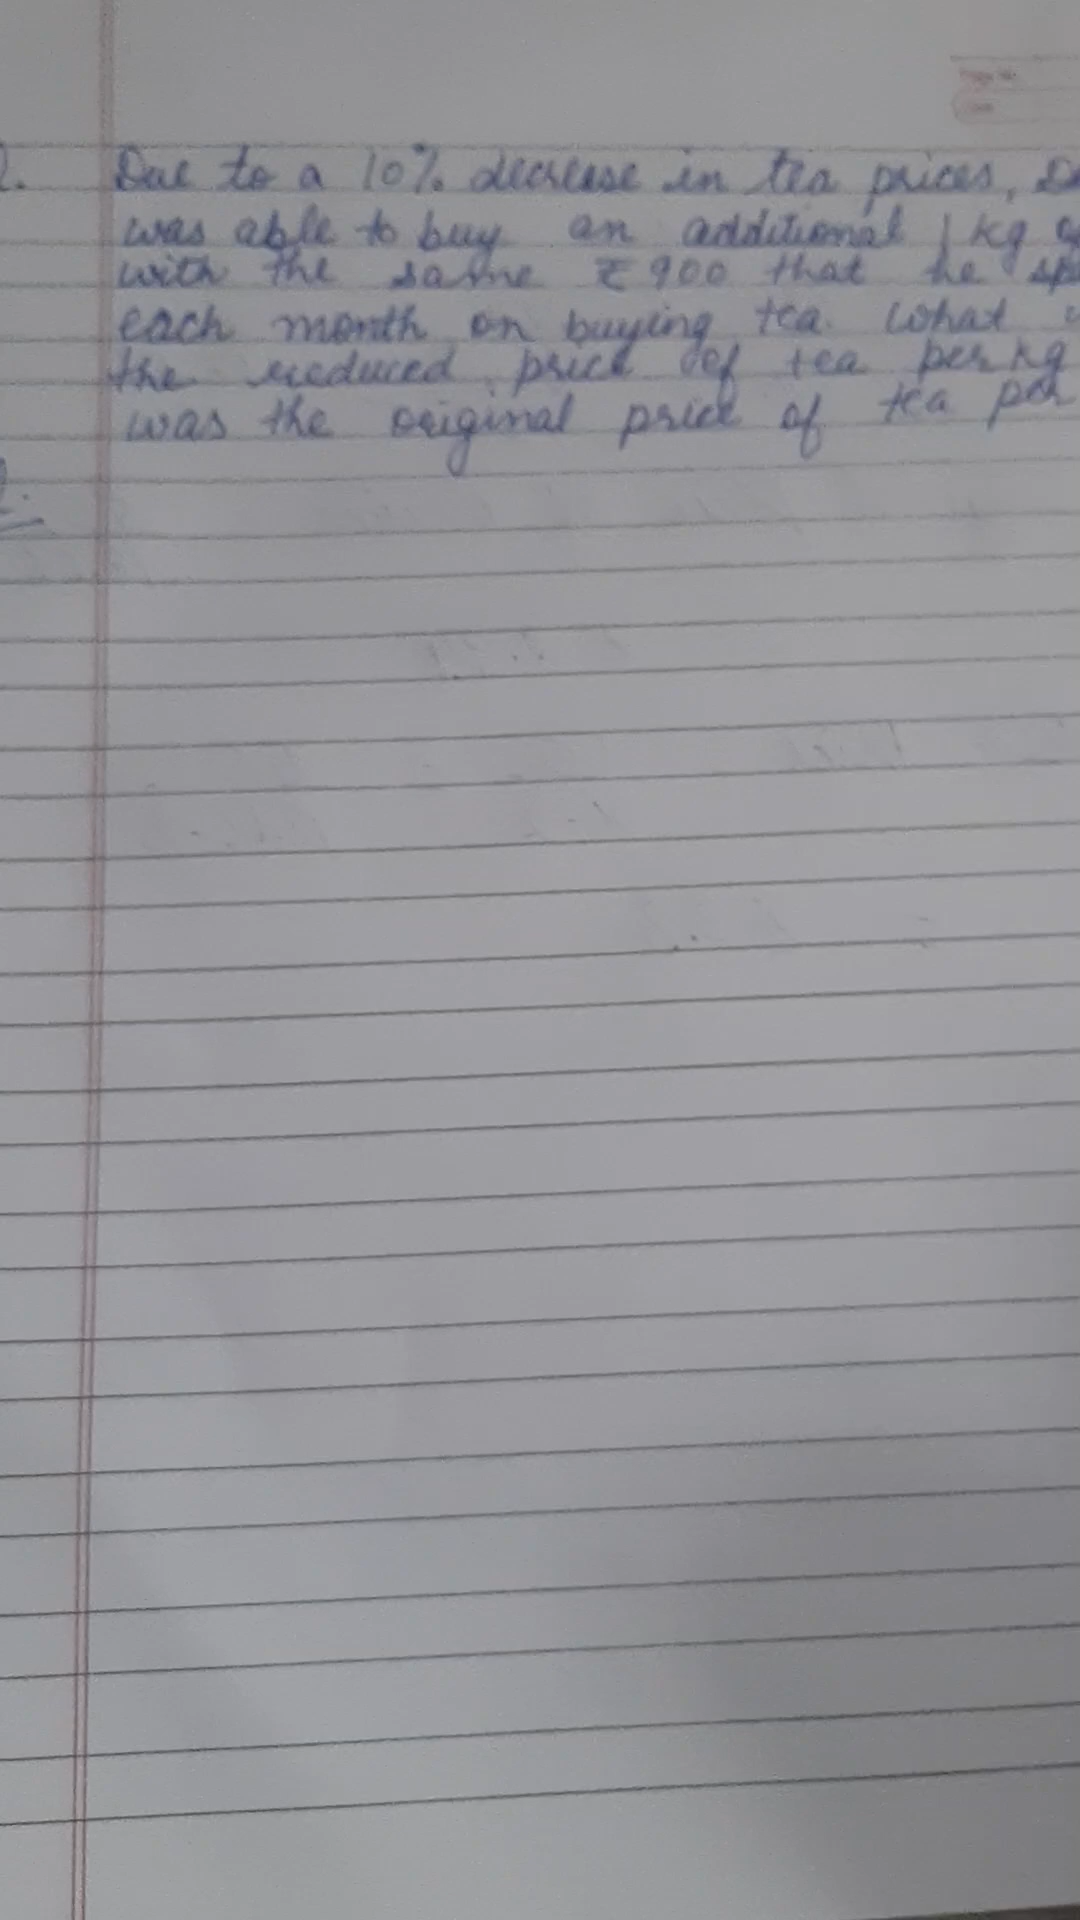 Due to a 10% decrease in tea prices,
was able to buy an additional 1 kg
with the same ₹900 that he
each month on buying tea. What
the reduced price of tea per kg
was the original price of tea per